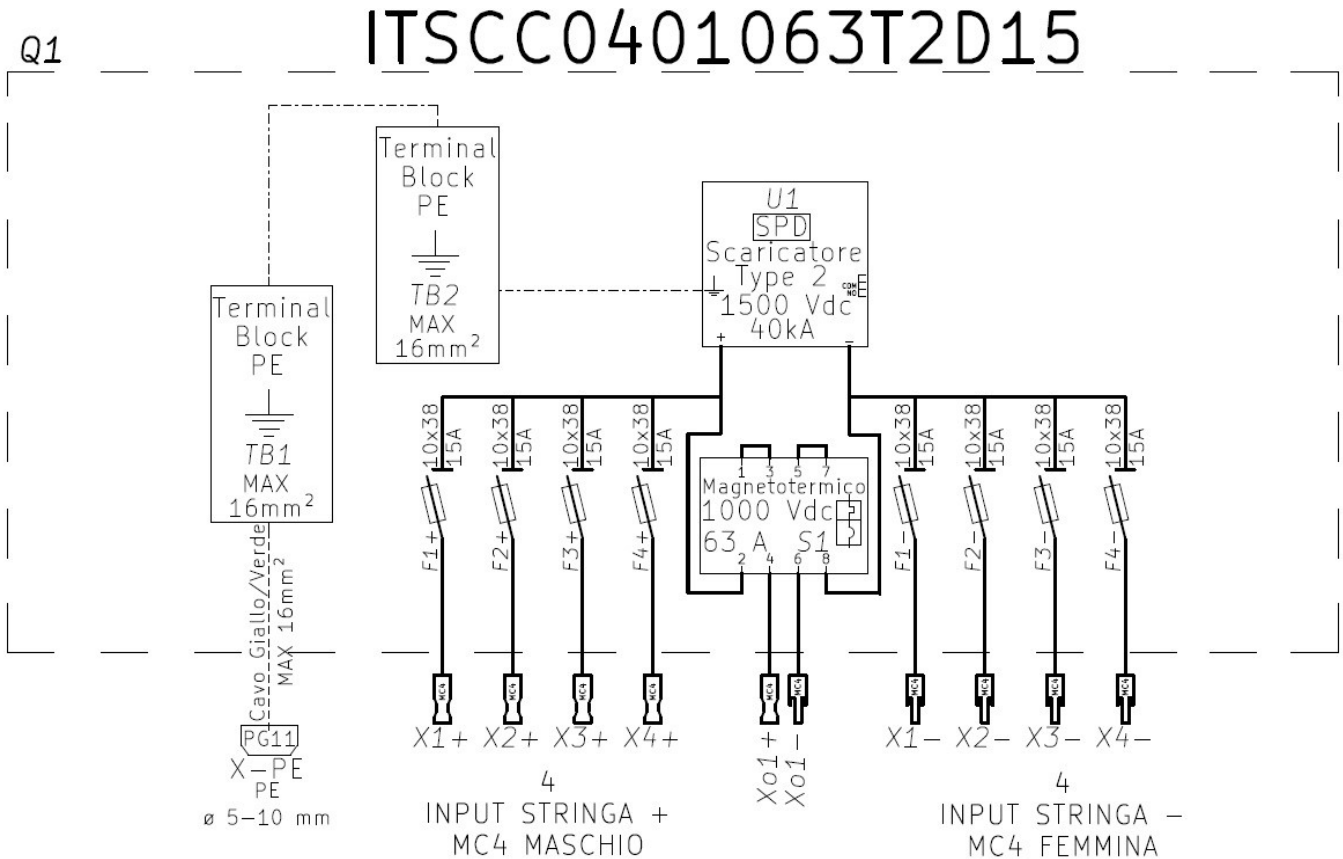 ITSCC0401063T2D15
Q1
Terminal
Block
PE
TB2
MAX
16mm²
U1
SPD
Scaricatore
Type 2
1500 Vdc
40kA
COM
NO
+
−
Terminal
Block
PE
TB1
MAX
16mm²
10x38
15A
10x38
15A
10x38
15A
10x38
15A
1 3 5 7
Magnetotermico
1000 Vdc
63 A S1
2 4 6 8
10x38
15A
10x38
15A
10x38
15A
10x38
15A
F1+
F2+
F3+
F4+
F1-
F2-
F3-
F4-
Cavo Giallo/Verde
MAX 16mm²
MC4
MC4
MC4
MC4
MC4
MC4
MC4
MC4
MC4
MC4
PG11
X-PE
PE
ø 5-10 mm
X1+ X2+ X3+ X4+
Xo1+
Xo1-
X1- X2- X3- X4-
4
INPUT STRINGA +
MC4 MASCHIO
4
INPUT STRINGA −
MC4 FEMMINA